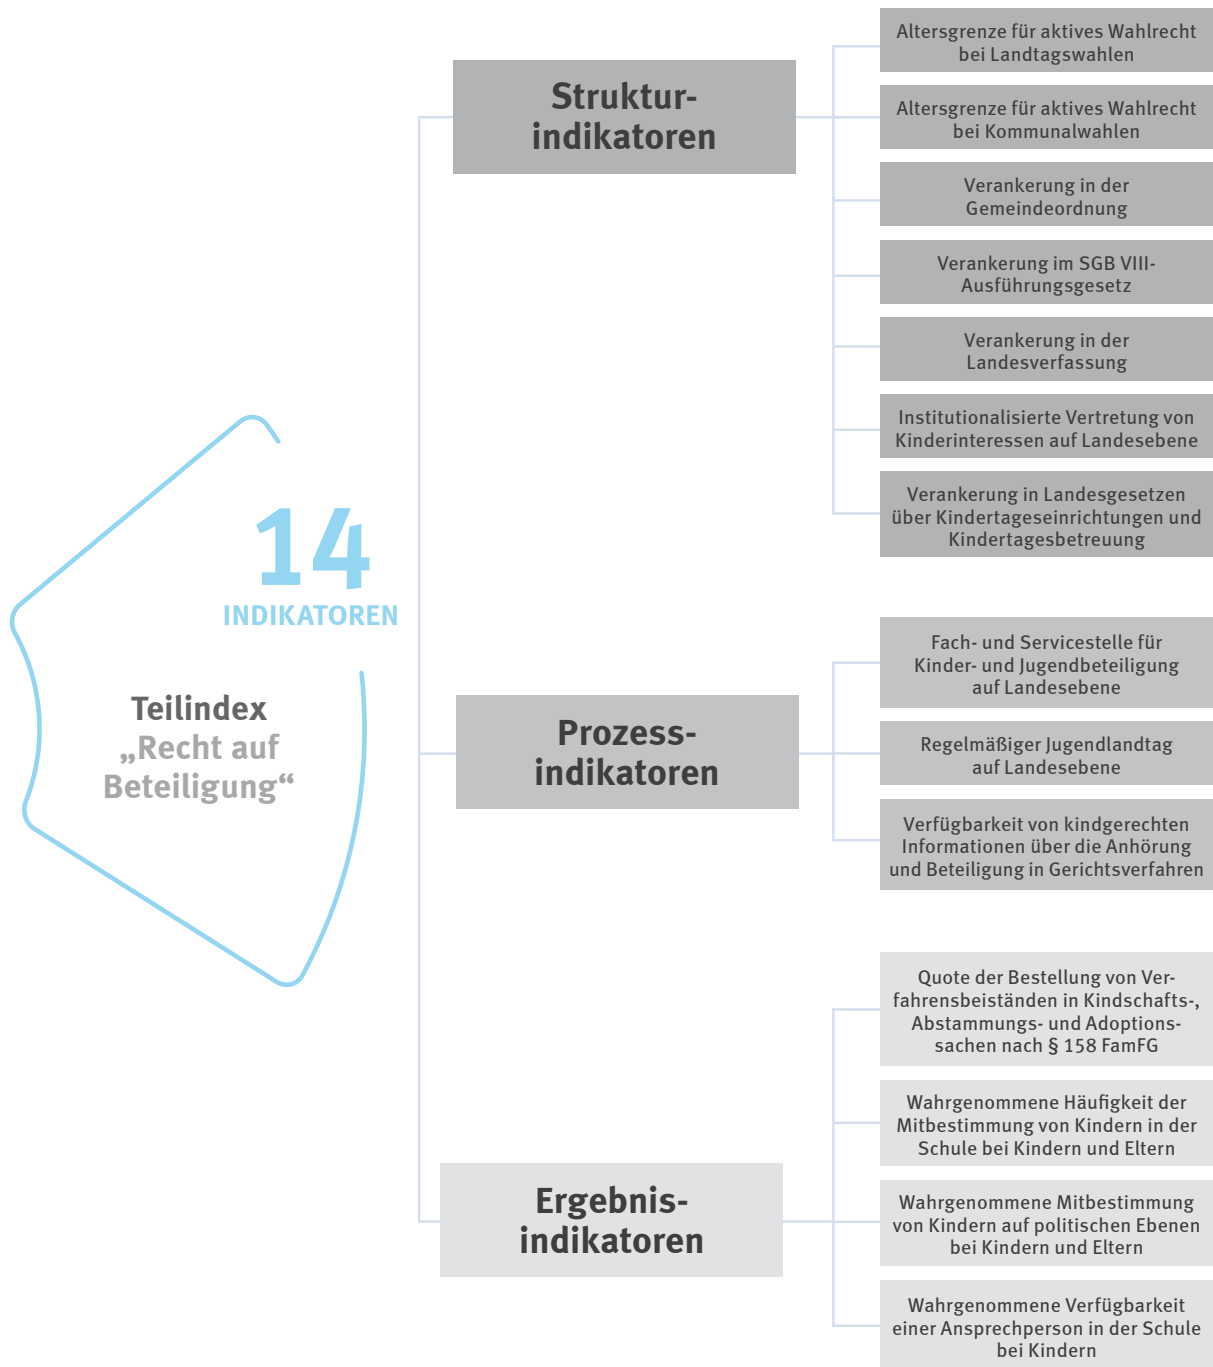 14
INDIKATOREN
Teilindex
„Recht auf
Beteiligung“
Struktur-
indikatoren
Altersgrenze für aktives Wahlrecht
bei Landtagswahlen
Altersgrenze für aktives Wahlrecht
bei Kommunalwahlen
Verankerung in der
Gemeindeordnung
Verankerung im SGB VIII-
Ausführungsgesetz
Verankerung in der
Landesverfassung
Institutionalisierte Vertretung von
Kinderinteressen auf Landesebene
Verankerung in Landesgesetzen
über Kindertageseinrichtungen und
Kindertagesbetreuung
Prozess-
indikatoren
Fach- und Servicestelle für
Kinder- und Jugendbeteiligung
auf Landesebene
Regelmäßiger Jugendlandtag
auf Landesebene
Verfügbarkeit von kindgerechten
Informationen über die Anhörung
und Beteiligung in Gerichtsverfahren
Ergebnis-
indikatoren
Quote der Bestellung von Ver-
fahrensbeiständen in Kindschafts-,
Abstammungs- und Adoptions-
sachen nach § 158 FamFG
Wahrgenommene Häufigkeit der
Mitbestimmung von Kindern in der
Schule bei Kindern und Eltern
Wahrgenommene Mitbestimmung
von Kindern auf politischen Ebenen
bei Kindern und Eltern
Wahrgenommene Verfügbarkeit
einer Ansprechperson in der Schule
bei Kindern